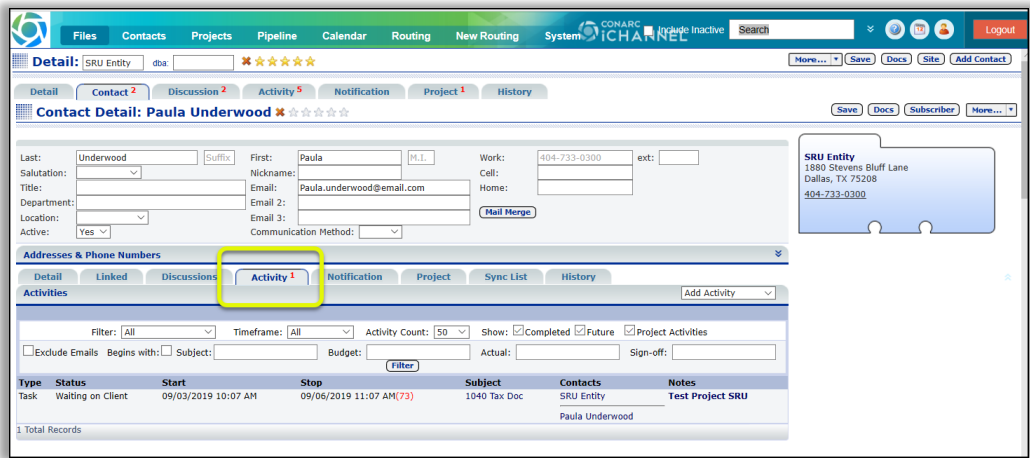 Files Contacts Projects Pipeline Calendar Routing New Routing System CONARC iCHANNEL Include Inactive Search Logout
Detail: SRU Entity dba: More... Save Docs Site Add Contact
Detail Contact 2 Discussion 2 Activity 5 Notification Project 1 History
Contact Detail: Paula Underwood Save Docs Subscriber More...
Last: Underwood Suffix First: Paula M.I. Work: 404-733-0300 ext:
Salutation: Nickname: Cell:
Title: Email: Paula.underwood@email.com Home:
Department: Email 2:
Location: Email 3: Mail Merge
Active: Yes Communication Method:
SRU Entity
1880 Stevens Bluff Lane
Dallas, TX 75208
404-733-0300
Addresses & Phone Numbers
Detail Linked Discussions Activity 1 Notification Project Sync List History
Activities Add Activity
Filter: All Timeframe: All Activity Count: 50 Show: Completed Future Project Activities
Exclude Emails Begins with: Subject: Budget: Actual: Sign-off:
Filter
Type Status Start Stop Subject Contacts Notes
Task Waiting on Client 09/03/2019 10:07 AM 09/06/2019 11:07 AM(73) 1040 Tax Doc SRU Entity Test Project SRU
Paula Underwood
1 Total Records